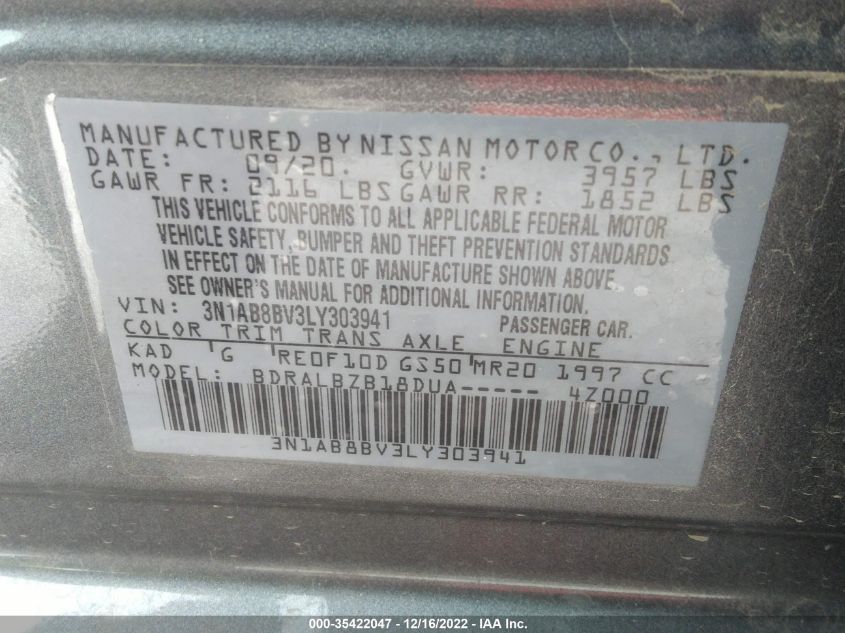 MANUFACTURED BY NISSAN MOTOR CO., LTD.
DATE: 09/20. GVWR: 3957 LBS
GAWR FR: 2116 LBS GAWR RR: 1852 LBS
THIS VEHICLE CONFORMS TO ALL APPLICABLE FEDERAL MOTOR
VEHICLE SAFETY, BUMPER AND THEFT PREVENTION STANDARDS
IN EFFECT ON THE DATE OF MANUFACTURE SHOWN ABOVE.
SEE OWNER'S MANUAL FOR ADDITIONAL INFORMATION.
VIN: 3N1AB8BV3LY303941 PASSENGER CAR.
COLOR TRIM TRANS AXLE ENGINE
KAD G RE0F10D GS50 MR20 1997 CC
MODEL: BDRALBZB18DUA----- 4Z000
3N1AB8BV3LY303941
000-35422047 - 12/16/2022 - IAA Inc.